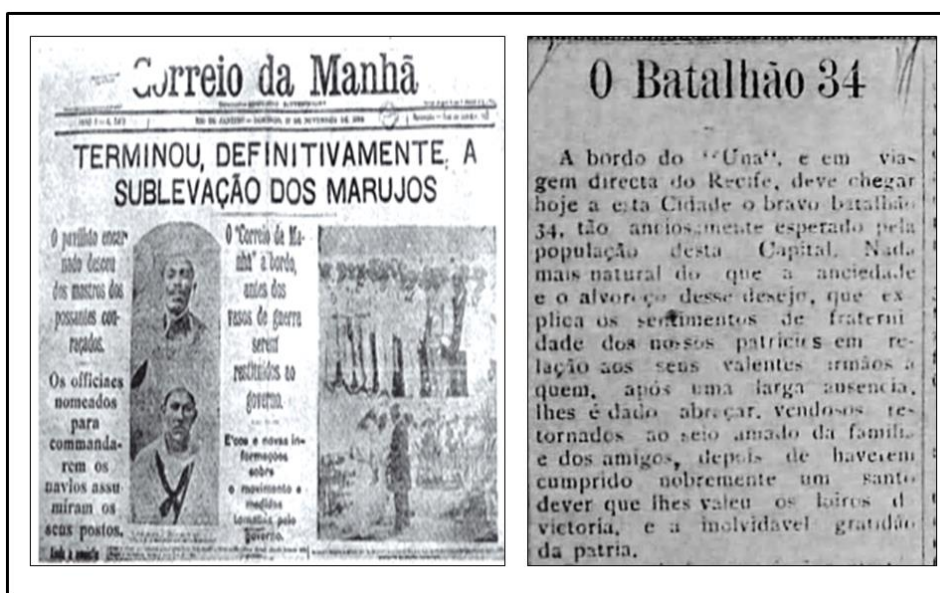 Correio da Manhã
TERMINOU, DEFINITIVAMENTE, A
SUBLEVAÇÃO DOS MARUJOS
O pavilhão encar-
nado desceu
dos mastros dos
possantes cou-
raçados.
Os officiaes
nomeados
para
commanda-
rem os
navios assu-
miram os
seus postos.
O "Correio da Ma-
nhã" a bordo,
antes dos
vasos de guerra
serem
restituidos ao
governo.
E'cos e novas in-
formações
sobre
o movimento e
medidas
tomadas pelo
governo.
O Batalhão 34
A bordo do "Una", e em via-
gem directa do Recife, deve chegar
hoje a esta Cidade o bravo batalhão
34, tão anciosamente esperado pela
população desta Capital. Nada
mais natural do que a anciedade
e o alvoroço desse desejo, que ex
plica os sentimentos de fraterni
dade dos nossos patricios em re-
lação aos seus valentes irmãos a
quem, após uma larga ausencia,
lhes é dado abraçar, vendo-os re-
tornados ao seio amado da familia
e dos amigos, depois de haverem
cumprido nobremente um santo
dever que lhes valeu os loiros d
victoria, e a inolvidável gratidão
da patria.